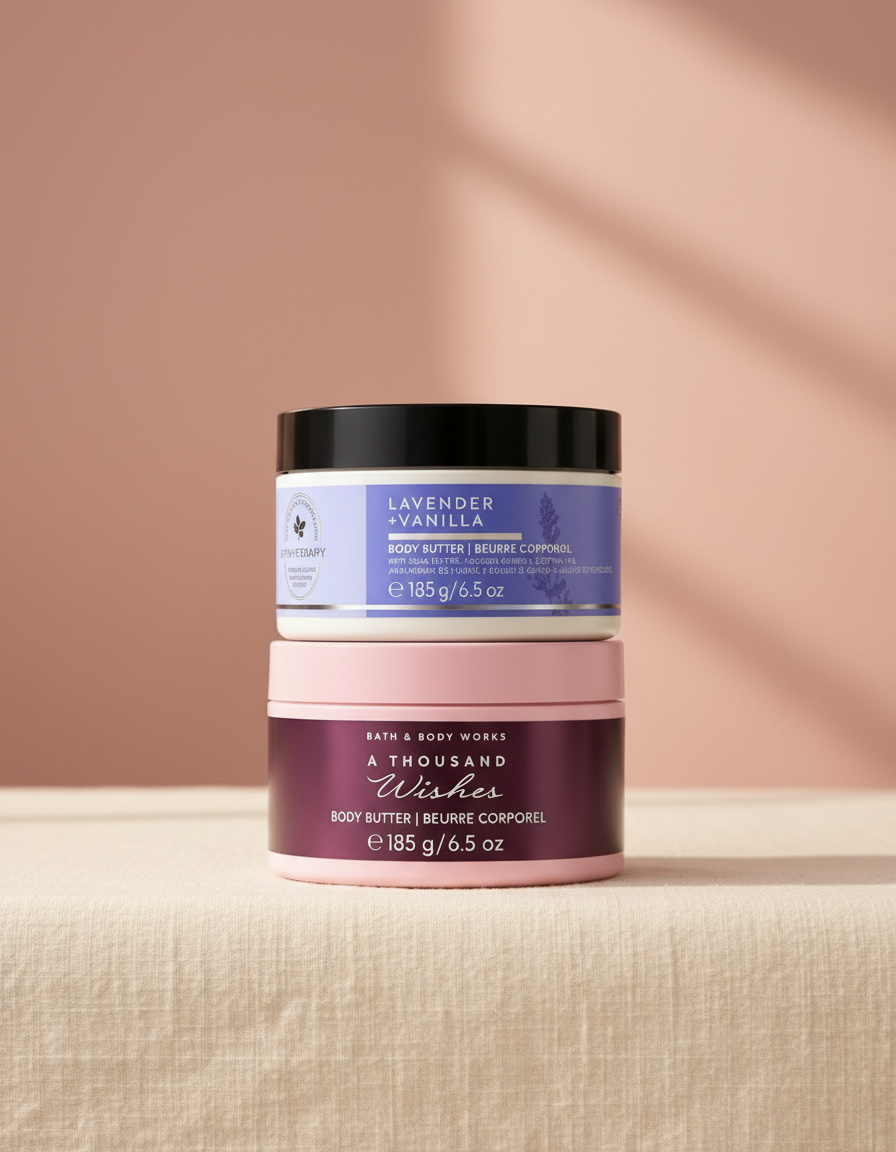 LAVENDER
+VANILLA
BODY BUTTER | BEURRE CORPOREL
℮ 185 g/6.5 oz
BATH & BODY WORKS
A THOUSAND
Wishes
BODY BUTTER | BEURRE CORPOREL
℮ 185 g/6.5 oz